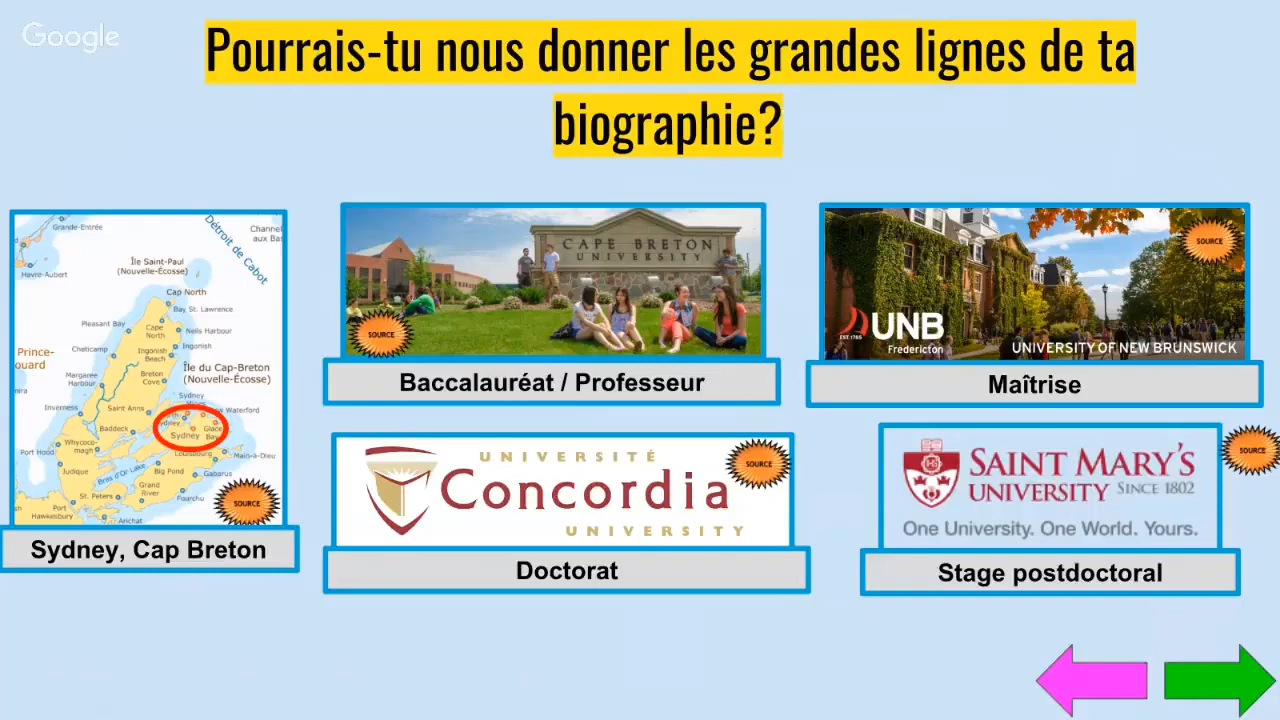 Google
Pourrais-tu nous donner les grandes lignes de ta
biographie?
Grande-Entrée
Détroit de Cabot
Channel
Havre-Aubert
Île Saint-Paul
(Nouvelle-Écosse)
Cap North
Bay St. Lawrence
Pleasant Bay
Cape
North
Neils Harbour
Ingonish
Ingonish
Beach
Cheticamp
Prince-
Margaree
Harbour
Breton
Cove
Île du Cap-Breton
(Nouvelle-Écosse)
Inverness
Saint Anns
Sydney
Waterford
Baddeck
Sydney
Glace
Bay
Louisbourg
Main-à-Dieu
Port Hood
Whycoco-
magh
Judique
Bras d'Or Lake
Big Pond
Gabarus
Grand
River
St. Peters
Fourchu
Port
Hawkesbury
Arichat
SOURCE
Sydney, Cap Breton
CAPE BRETON
UNIVERSITY
SOURCE
Baccalauréat / Professeur
SOURCE
EST. 1785
UNB
Fredericton
UNIVERSITY OF NEW BRUNSWICK
Maîtrise
UNIVERSITÉ
Concordia
UNIVERSITY
SOURCE
Doctorat
SAINT MARY'S
UNIVERSITY SINCE 1802
One University. One World. Yours.
SOURCE
Stage postdoctoral